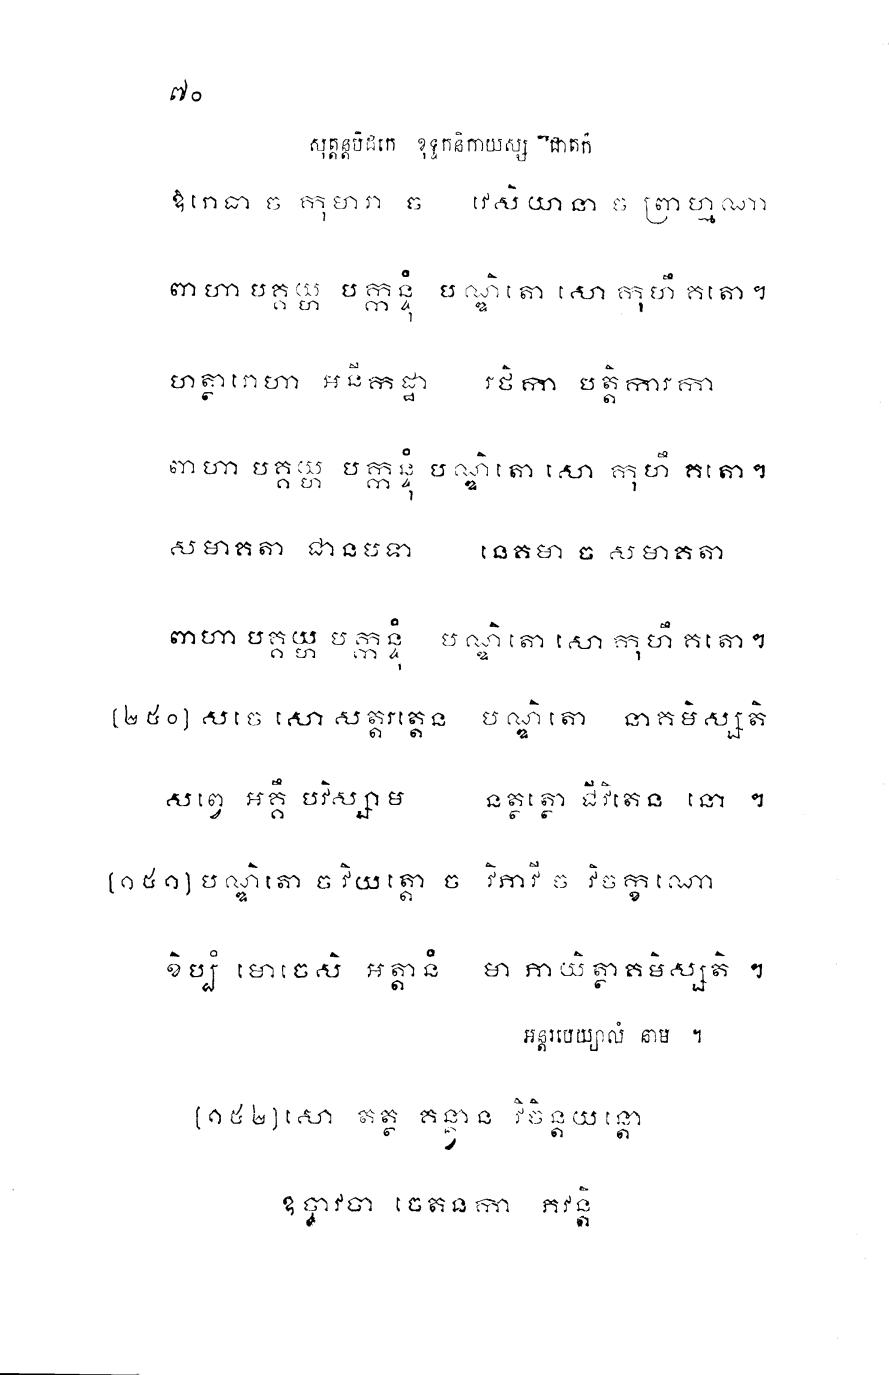 ៧០
សុត្តន្តបិដកេ ខុទ្ទកនិកាយស្ស ជាតកំ
ឱរោធា ច កុមារា ច វេសិយានា ច ព្រាហ្មណា
ពាហា បគ្គយ្ហ បក្កន្ទុំ បណ្ឌិតោ សោ កុហឹ គតោ។
ហត្ថារោហា អនីកដ្ឋា រថិកា បត្តិការកា
ពាហា បគ្គយ្ហ បក្កន្ទុំ បណ្ឌិតោ សោ កុហឹ គតោ។
សមាគតា ជានបទា នេគមា ច សមាគតា
ពាហា បគ្គយ្ហ បក្កន្ទុំ បណ្ឌិតោ សោ កុហឹ គតោ។
[២៥០] សចេ សោ សត្តរត្តេន បណ្ឌិតោ នាគមិស្សតិ
សព្វេ អគ្គឹ បវិស្សាម នត្ថត្ថោ ជីវិតេន នោ ។
[១៥១] បណ្ឌិតោ ច វិយត្តោ ច វិភាវី ច វិចក្ខណោ
ខិប្បំ មោចេសិ អត្តានំ មា ភាយិត្ថាគមិស្សតិ ។
អន្តរបេយ្យាលំ នាម ។
[១៥២] សោ តត្ថ គន្ត្វាន វិចិន្តយន្តោ
ឧច្ចាវចា ចេតនកា ភវន្តិ